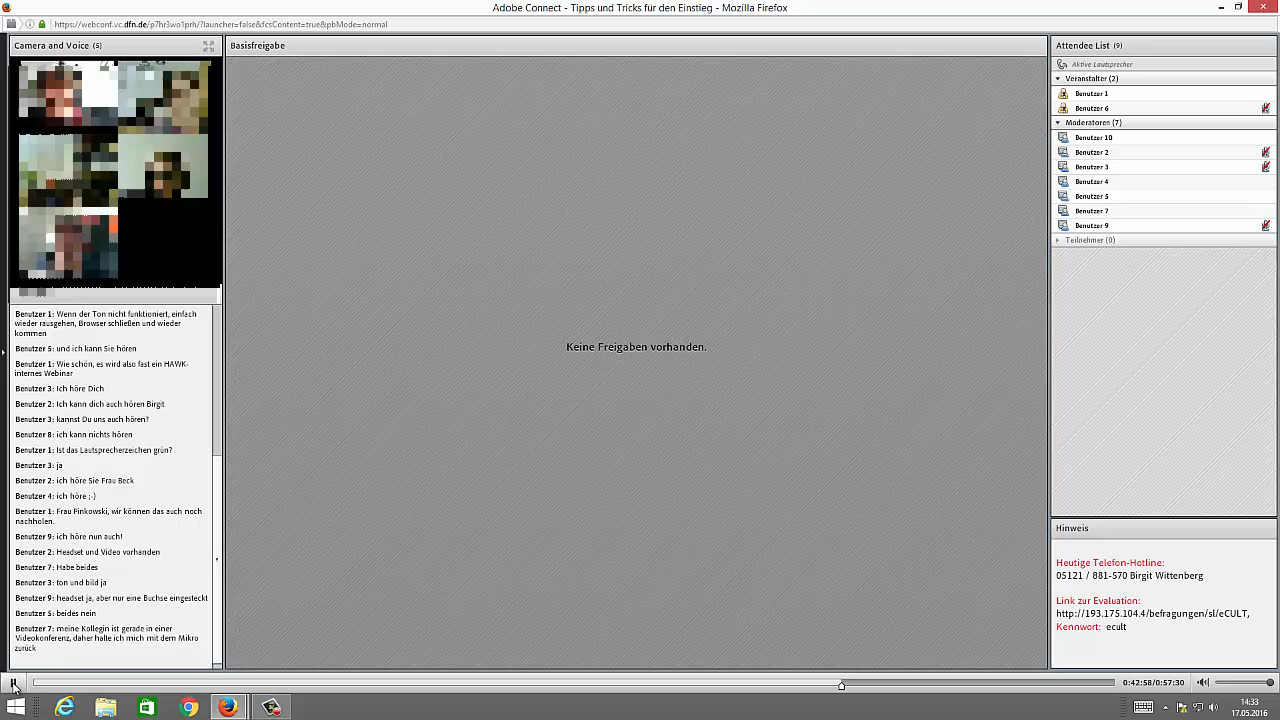 Adobe Connect - Tipps und Tricks für den Einstieg - Mozilla Firefox
https://webconf.vc.dfn.de/p7hr3wo1prh/?launcher=false&fcsContent=true&pbMode=normal
Camera and Voice (5)
Benutzer 1: Wenn der Ton nicht funktioniert, einfach
wieder rausgehen, Browser schließen und wieder
kommen
Benutzer 5: und ich kann Sie hören
Benutzer 1: Wie schön, es wird also fast ein HAWK-
internes Webinar
Benutzer 3: Ich höre Dich
Benutzer 2: Ich kann dich auch hören Birgit
Benutzer 3: kannst Du uns auch hören?
Benutzer 8: ich kann nichts hören
Benutzer 1: Ist das Lautsprecherzeichen grün?
Benutzer 3: ja
Benutzer 2: ich höre Sie Frau Beck
Benutzer 4: ich höre ;-)
Benutzer 1: Frau Pinkowski, wir können das auch noch
nachholen.
Benutzer 9: ich höre nun auch!
Benutzer 2: Headset und Video vorhanden
Benutzer 7: Habe beides
Benutzer 3: ton und bild ja
Benutzer 9: headset ja, aber nur eine Buchse eingesteckt
Benutzer 5: beides nein
Benutzer 7: meine Kollegin ist gerade in einer
Videokonferenz, daher halte ich mich mit dem Mikro
zurück
Basisfreigabe
Keine Freigaben vorhanden.
Attendee List (9)
Aktive Lautsprecher
Veranstalter (2)
Benutzer 1
Benutzer 6
Moderatoren (7)
Benutzer 10
Benutzer 2
Benutzer 3
Benutzer 4
Benutzer 5
Benutzer 7
Benutzer 9
Teilnehmer (0)
Hinweis
Heutige Telefon-Hotline:
05121 / 881-570 Birgit Wittenberg
Link zur Evaluation:
http://193.175.104.4/befragungen/sl/eCULT,
Kennwort: ecult
0:42:58/0:57:30
14:33
17.05.2016